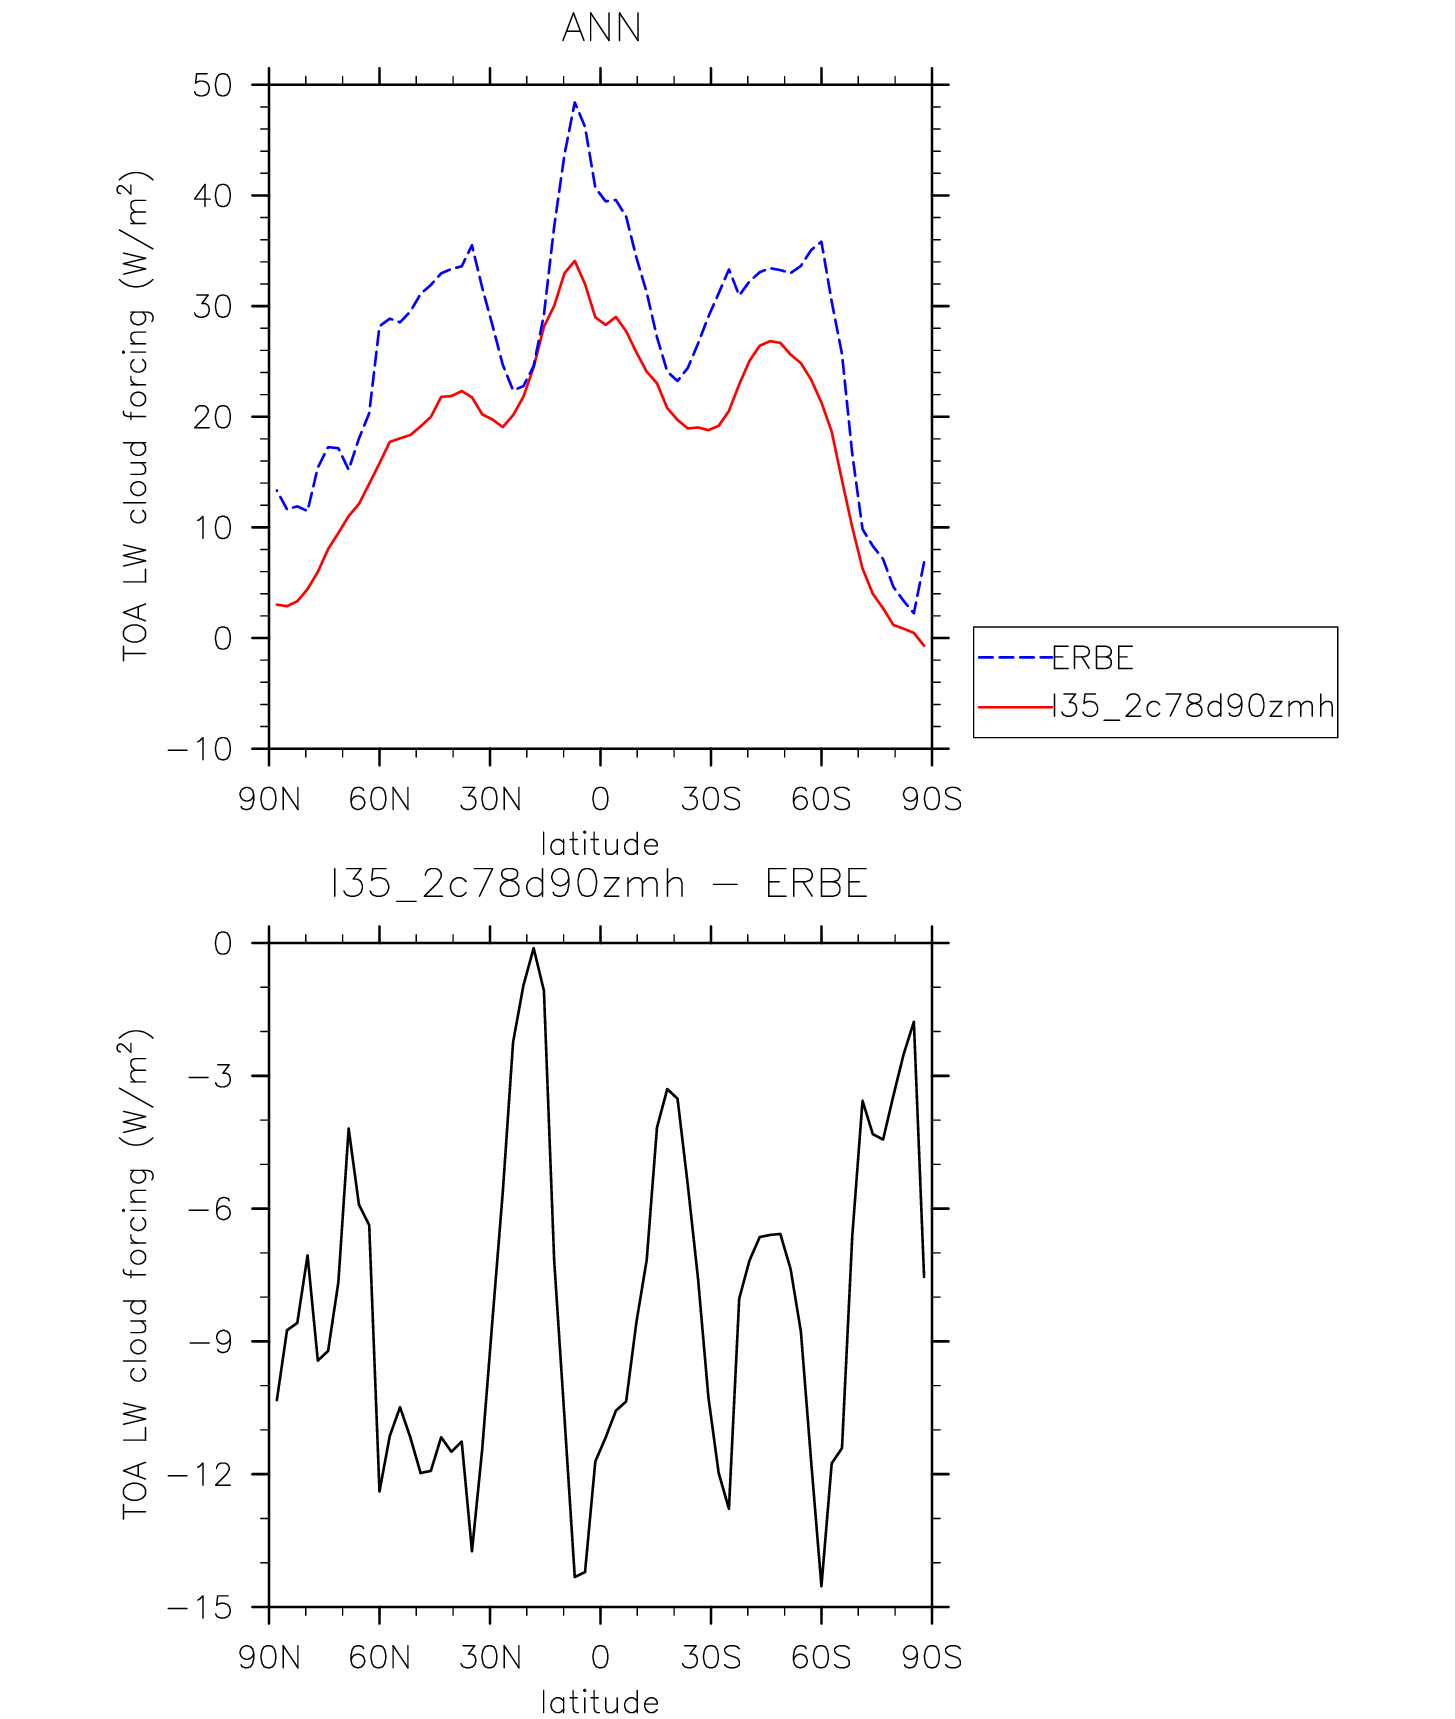 ANN
TOA LW cloud forcing (W/m²)
50
40
30
20
10
0
−10
90N 60N 30N 0 30S 60S 90S
latitude
ERBE
I35_2c78d90zmh
I35_2c78d90zmh − ERBE
TOA LW cloud forcing (W/m²)
0
−3
−6
−9
−12
−15
90N 60N 30N 0 30S 60S 90S
latitude